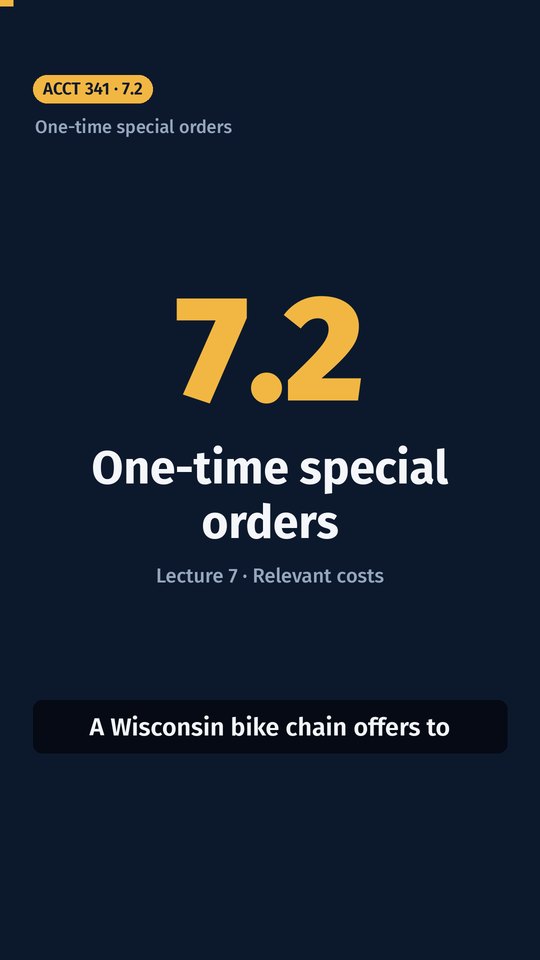 ACCT 341 · 7.2
One-time special orders
7.2
One-time special
orders
Lecture 7 · Relevant costs
A Wisconsin bike chain offers to